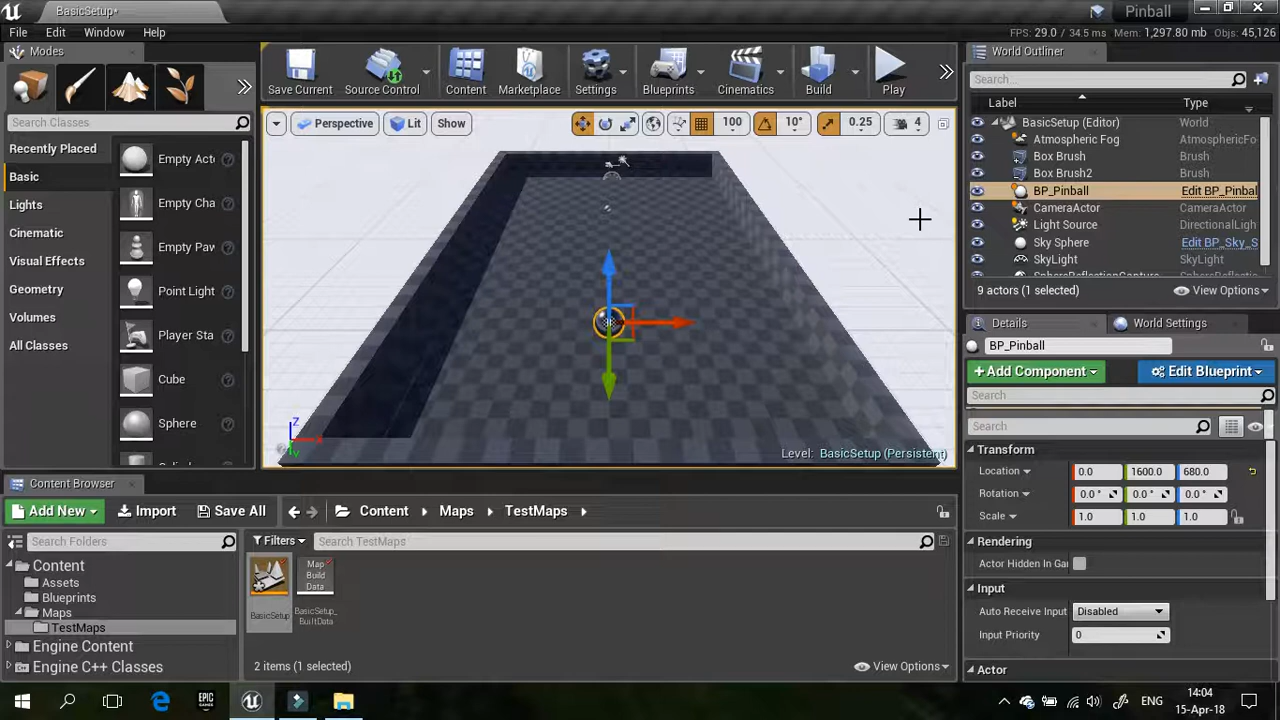 BasicSetup*
Pinball
File Edit Window Help
FPS: 29.0 / 34.5 ms Mem: 1,297.80 mb Objs: 45,126
Modes
Search Classes
Recently Placed
Basic
Lights
Cinematic
Visual Effects
Geometry
Volumes
All Classes
Empty Acto
Empty Cha
Empty Paw
Point Light
Player Sta
Cube
Sphere
Save Current Source Control Content Marketplace Settings Blueprints Cinematics Build Play
Perspective Lit Show 100 10° 0.25 4
Z
X
Y
Level: BasicSetup (Persistent)
World Outliner
Search...
Label Type
BasicSetup (Editor) World
Atmospheric Fog AtmosphericFo
Box Brush Brush
Box Brush2 Brush
BP_Pinball Edit BP_Pinbal
CameraActor CameraActor
Light Source DirectionalLigh
Sky Sphere Edit BP_Sky_S
SkyLight SkyLight
SphereReflectionCapture
9 actors (1 selected) View Options
Details World Settings
BP_Pinball
Add Component Edit Blueprint
Search
Search
Transform
Location 0.0 1600.0 680.0
Rotation 0.0° 0.0° 0.0°
Scale 1.0 1.0 1.0
Rendering
Actor Hidden In Gar
Input
Auto Receive Input Disabled
Input Priority 0
Actor
Content Browser
Add New Import Save All Content Maps TestMaps
Search Folders
Content
Assets
Blueprints
Maps
TestMaps
Engine Content
Engine C++ Classes
Filters Search TestMaps
BasicSetup
Map
Build
Data
BasicSetup_
BuiltData
2 items (1 selected) View Options
EPIC
GAMES
ENG
14:04
15-Apr-18